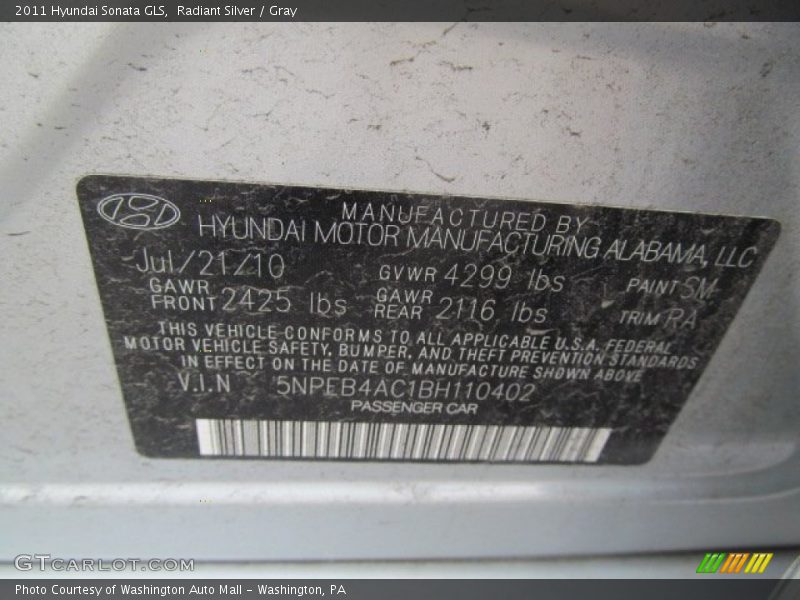 2011 Hyundai Sonata GLS, Radiant Silver / Gray
MANUFACTURED BY
HYUNDAI MOTOR MANUFACTURING ALABAMA, LLC
Jul/21/10 GVWR 4299 lbs PAINT SM
GAWR FRONT 2425 lbs GAWR REAR 2116 lbs TRIM RA
THIS VEHICLE CONFORMS TO ALL APPLICABLE U.S.A. FEDERAL
MOTOR VEHICLE SAFETY, BUMPER, AND THEFT PREVENTION STANDARDS
IN EFFECT ON THE DATE OF MANUFACTURE SHOWN ABOVE
V.I.N 5NPEB4AC1BH110402
PASSENGER CAR
GTCarLot.com
Photo Courtesy of Washington Auto Mall - Washington, PA